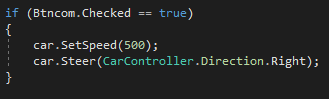 if (Btncom.Checked == true)
{
car.SetSpeed(500);
car.Steer(CarController.Direction.Right);
}